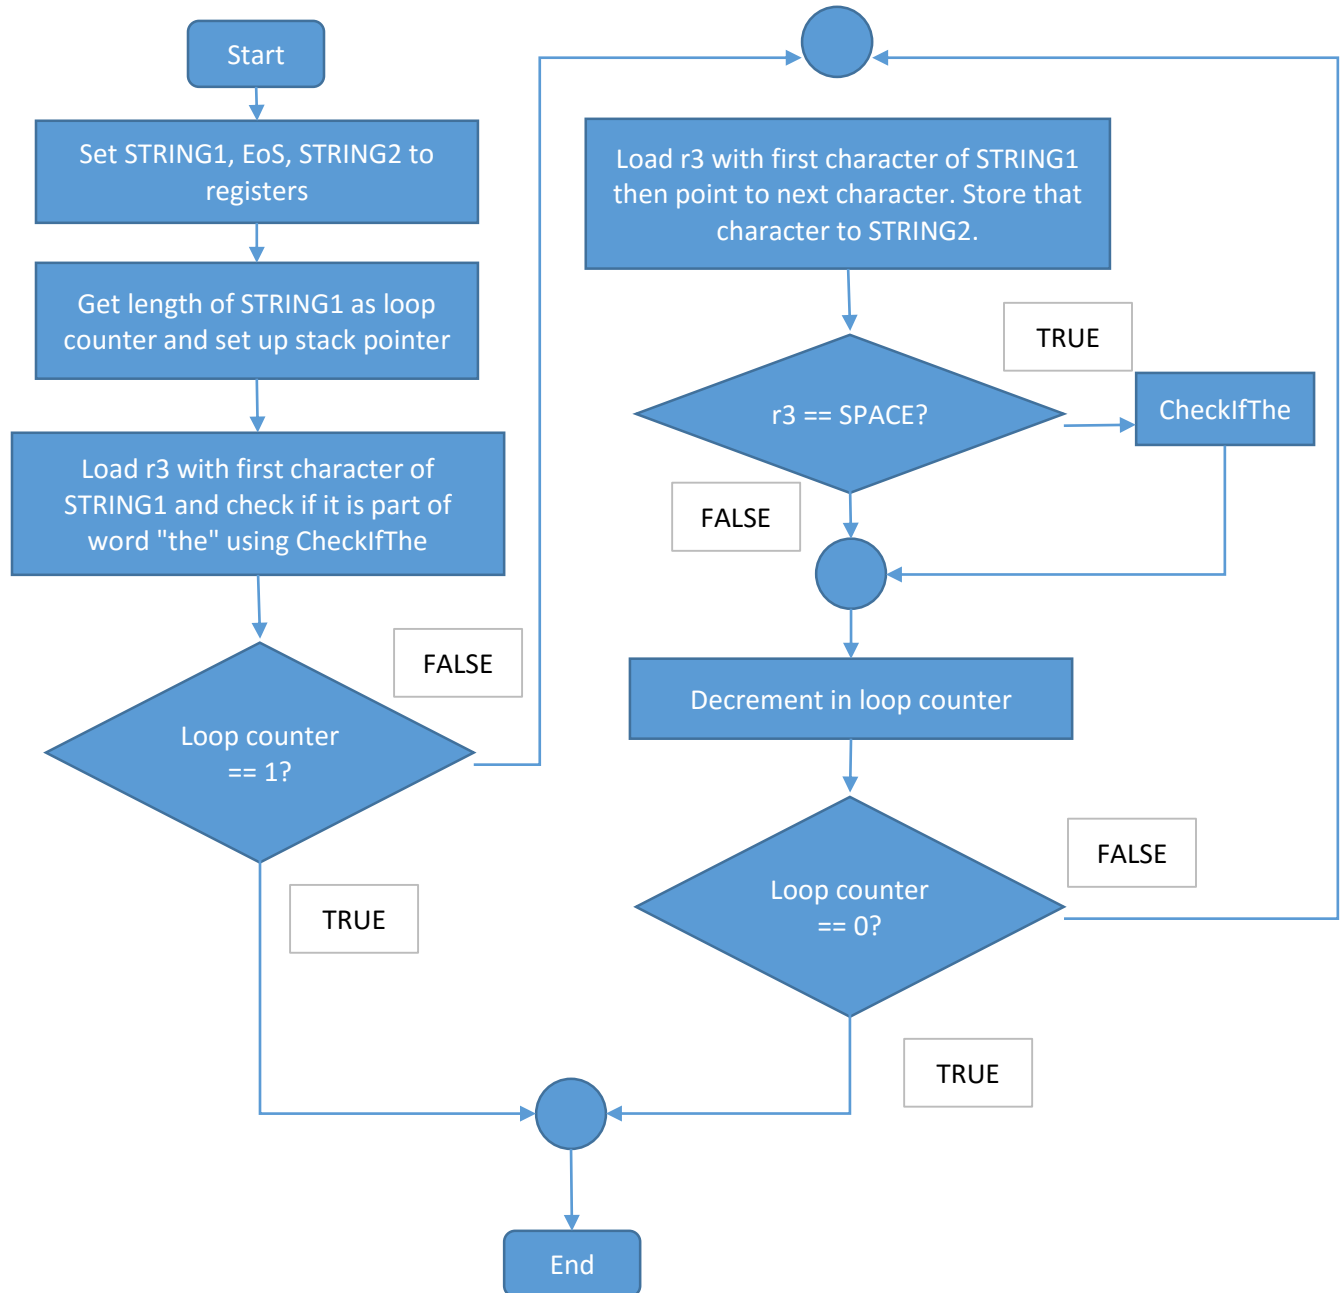 Start
Set STRING1, EoS, STRING2 to
registers
Get length of STRING1 as loop
counter and set up stack pointer
Load r3 with first character of
STRING1 and check if it is part of
word "the" using CheckIfThe
FALSE
Loop counter
== 1?
TRUE
Load r3 with first character of STRING1
then point to next character. Store that
character to STRING2.
TRUE
r3 == SPACE?
CheckIfThe
FALSE
Decrement in loop counter
FALSE
Loop counter
== 0?
TRUE
End